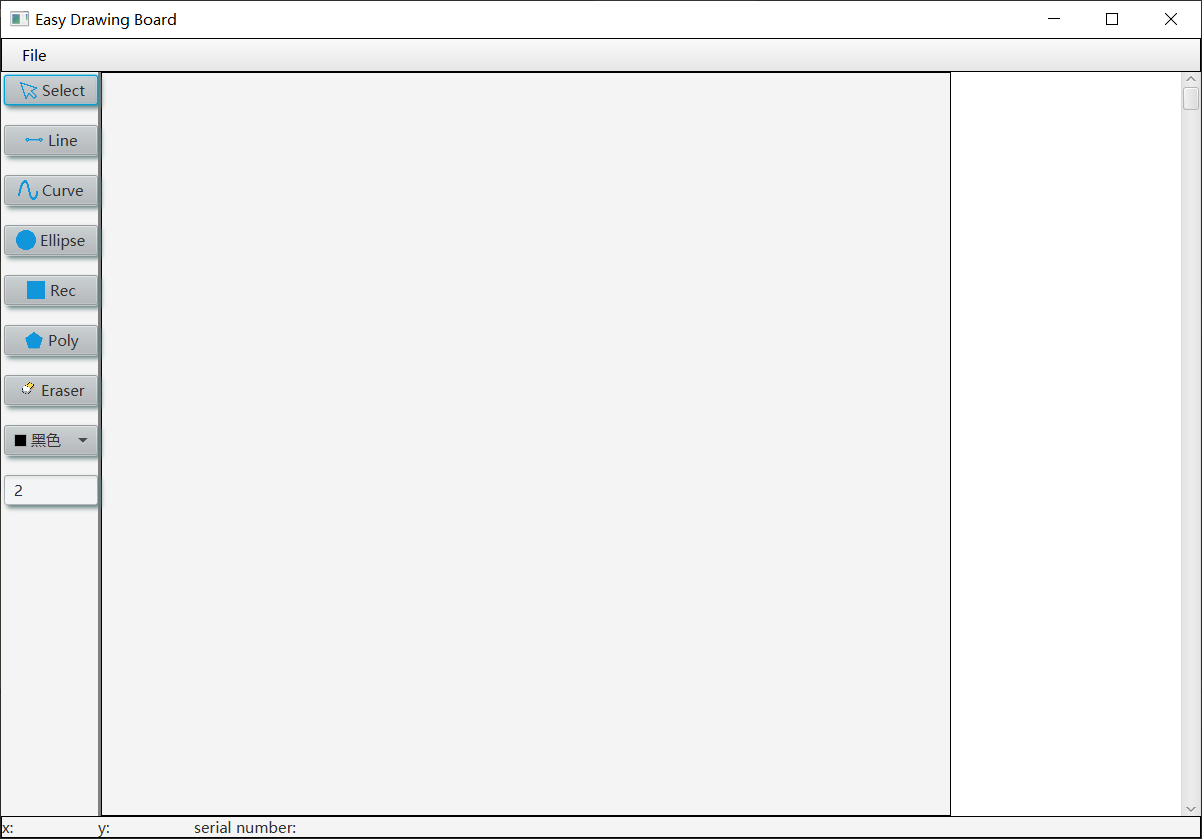 Easy Drawing Board
File
Select
Line
Curve
Ellipse
Rec
Poly
Eraser
黑色
2
x: y: serial number: